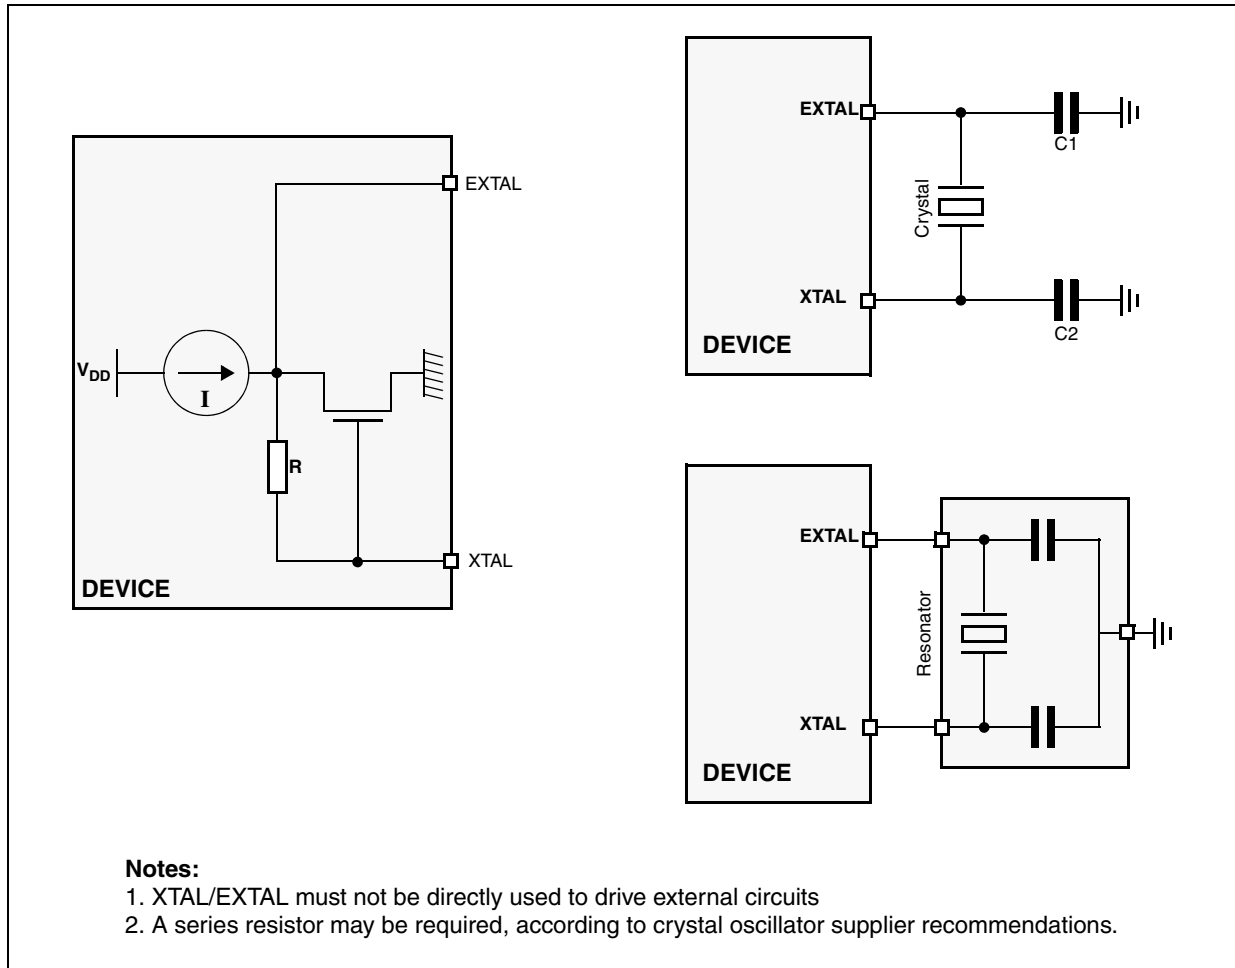 EXTAL
V_DD
I
R
XTAL
DEVICE
EXTAL
C1
Crystal
XTAL
C2
DEVICE
EXTAL
Resonator
XTAL
DEVICE
Notes:
1. XTAL/EXTAL must not be directly used to drive external circuits
2. A series resistor may be required, according to crystal oscillator supplier recommendations.